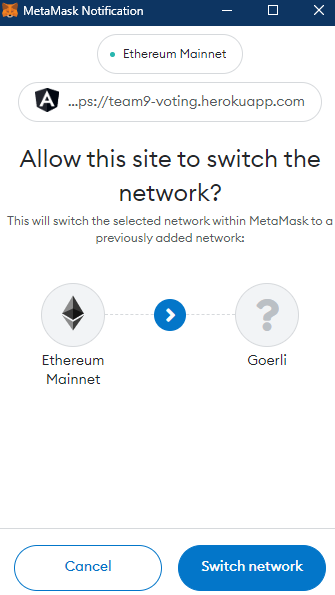 MetaMask Notification
Ethereum Mainnet
...ps://team9-voting.herokuapp.com
Allow this site to switch the
network?
This will switch the selected network within MetaMask to a
previously added network:
Ethereum
Mainnet
?
Goerli
Cancel
Switch network